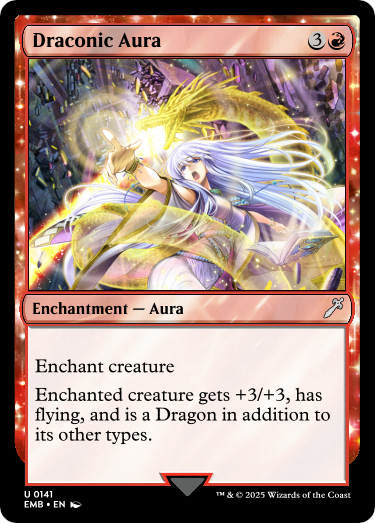 Draconic Aura 3
Enchantment — Aura
Enchant creature
Enchanted creature gets +3/+3, has
flying, and is a Dragon in addition to
its other types.
U 0141
EMB • EN
™ & © 2025 Wizards of the Coast